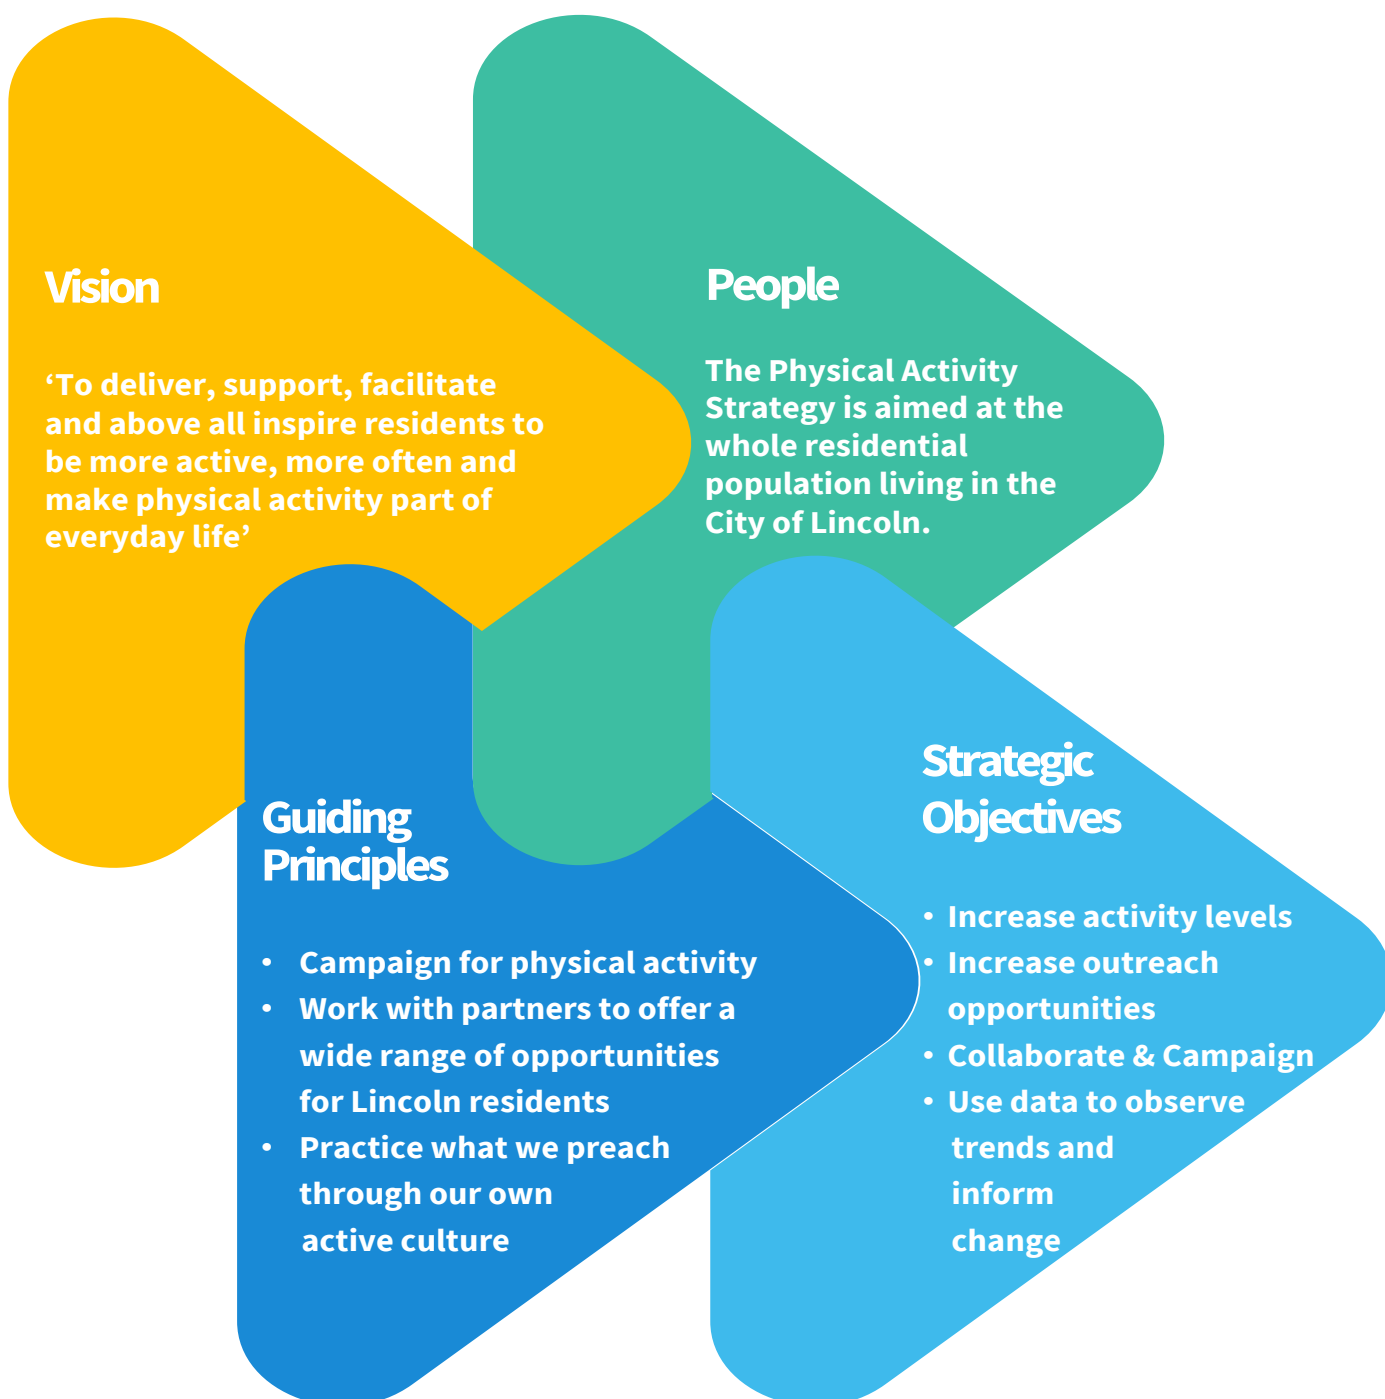 Vision
‘To deliver, support, facilitate
and above all inspire residents to
be more active, more often and
make physical activity part of
everyday life’
People
The Physical Activity
Strategy is aimed at the
whole residential
population living in the
City of Lincoln.
Guiding
Principles
• Campaign for physical activity
• Work with partners to offer a
wide range of opportunities
for Lincoln residents
• Practice what we preach
through our own
active culture
Strategic
Objectives
• Increase activity levels
• Increase outreach
opportunities
• Collaborate & Campaign
• Use data to observe
trends and
inform
change